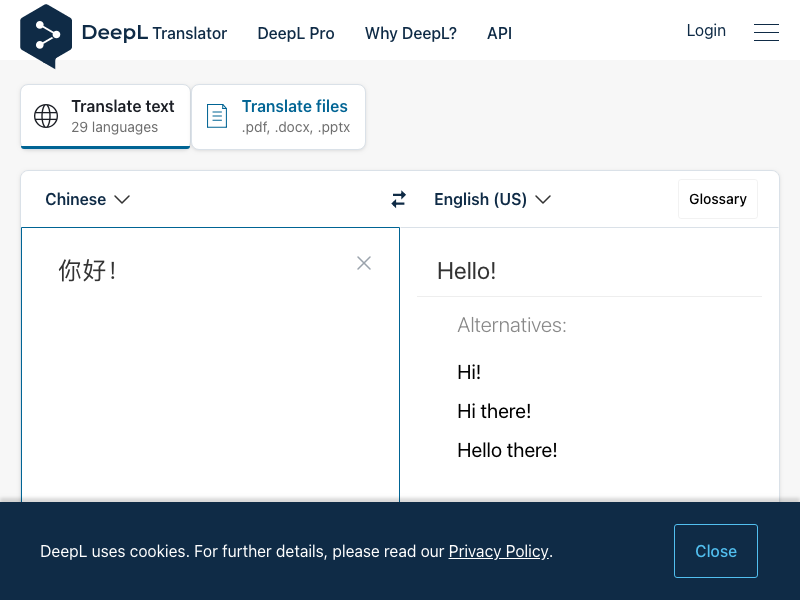 DeepL Translator DeepL Pro Why DeepL? API Login
Translate text
29 languages
Translate files
.pdf, .docx, .pptx
Chinese English (US) Glossary
你好！
Hello!
Alternatives:
Hi!
Hi there!
Hello there!
DeepL uses cookies. For further details, please read our Privacy Policy.
Close